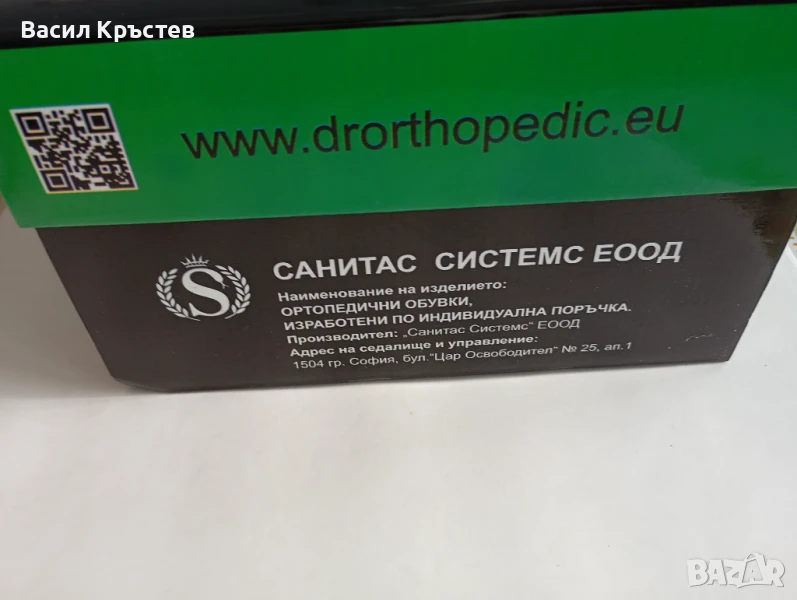 Васил Кръстев
www.drorthopedic.eu
S
САНИТАС СИСТЕМС ЕООД
Наименование на изделието:
ОРТОПЕДИЧНИ ОБУВКИ,
ИЗРАБОТЕНИ ПО ИНДИВИДУАЛНА ПОРЪЧКА.
Производител: „Санитас Системс" ЕООД
Адрес на седалище и управление:
1504 гр. София, бул."Цар Освободител" № 25, ап.1
BAZAR